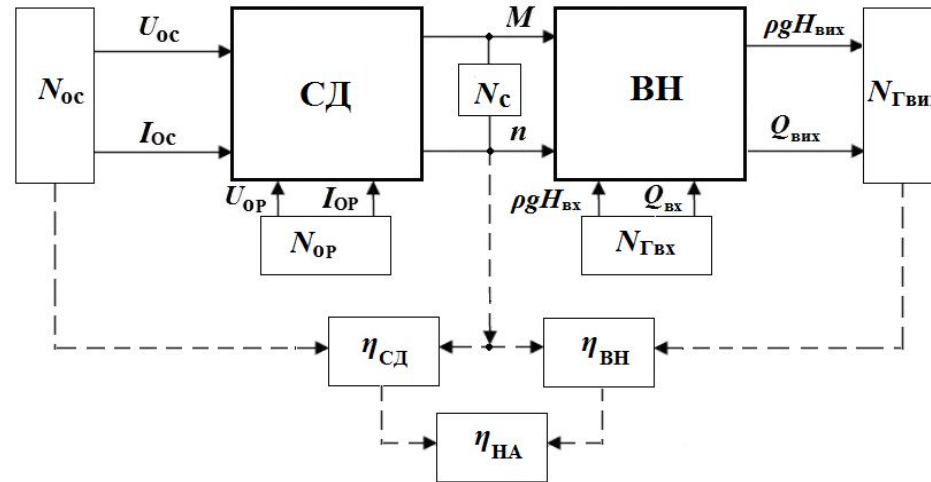 Uос
M
ρgHвих
Nос
СД
Nс
ВН
NГвих
IОс
n
Qвих
UоР
IОР
ρgHвх
Qвх
NоР
NГвх
ηСД
ηВН
ηНА